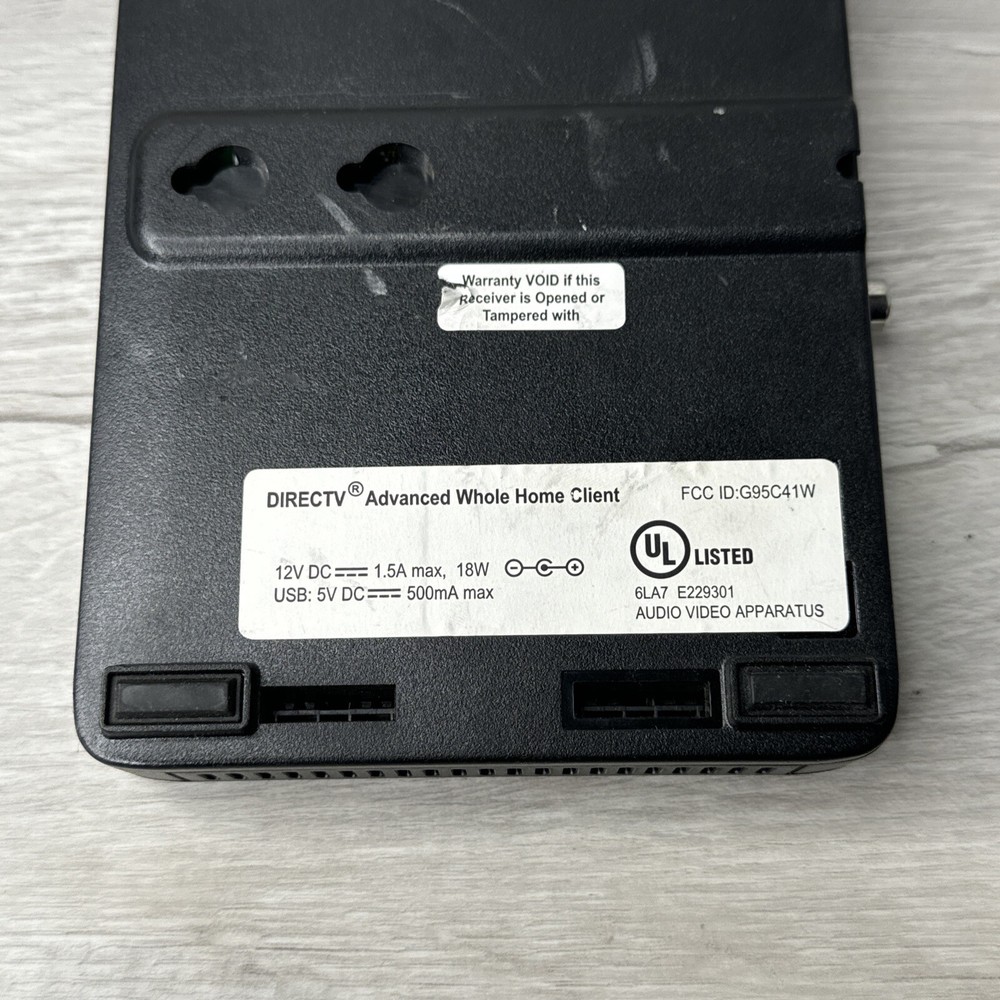 Warranty VOID if this
Receiver is Opened or
Tampered with
DIRECTV® Advanced Whole Home Client
FCC ID:G95C41W
12V DC⎓ 1.5A max, 18W
USB: 5V DC⎓ 500mA max
UL LISTED
6LA7 E229301
AUDIO VIDEO APPARATUS